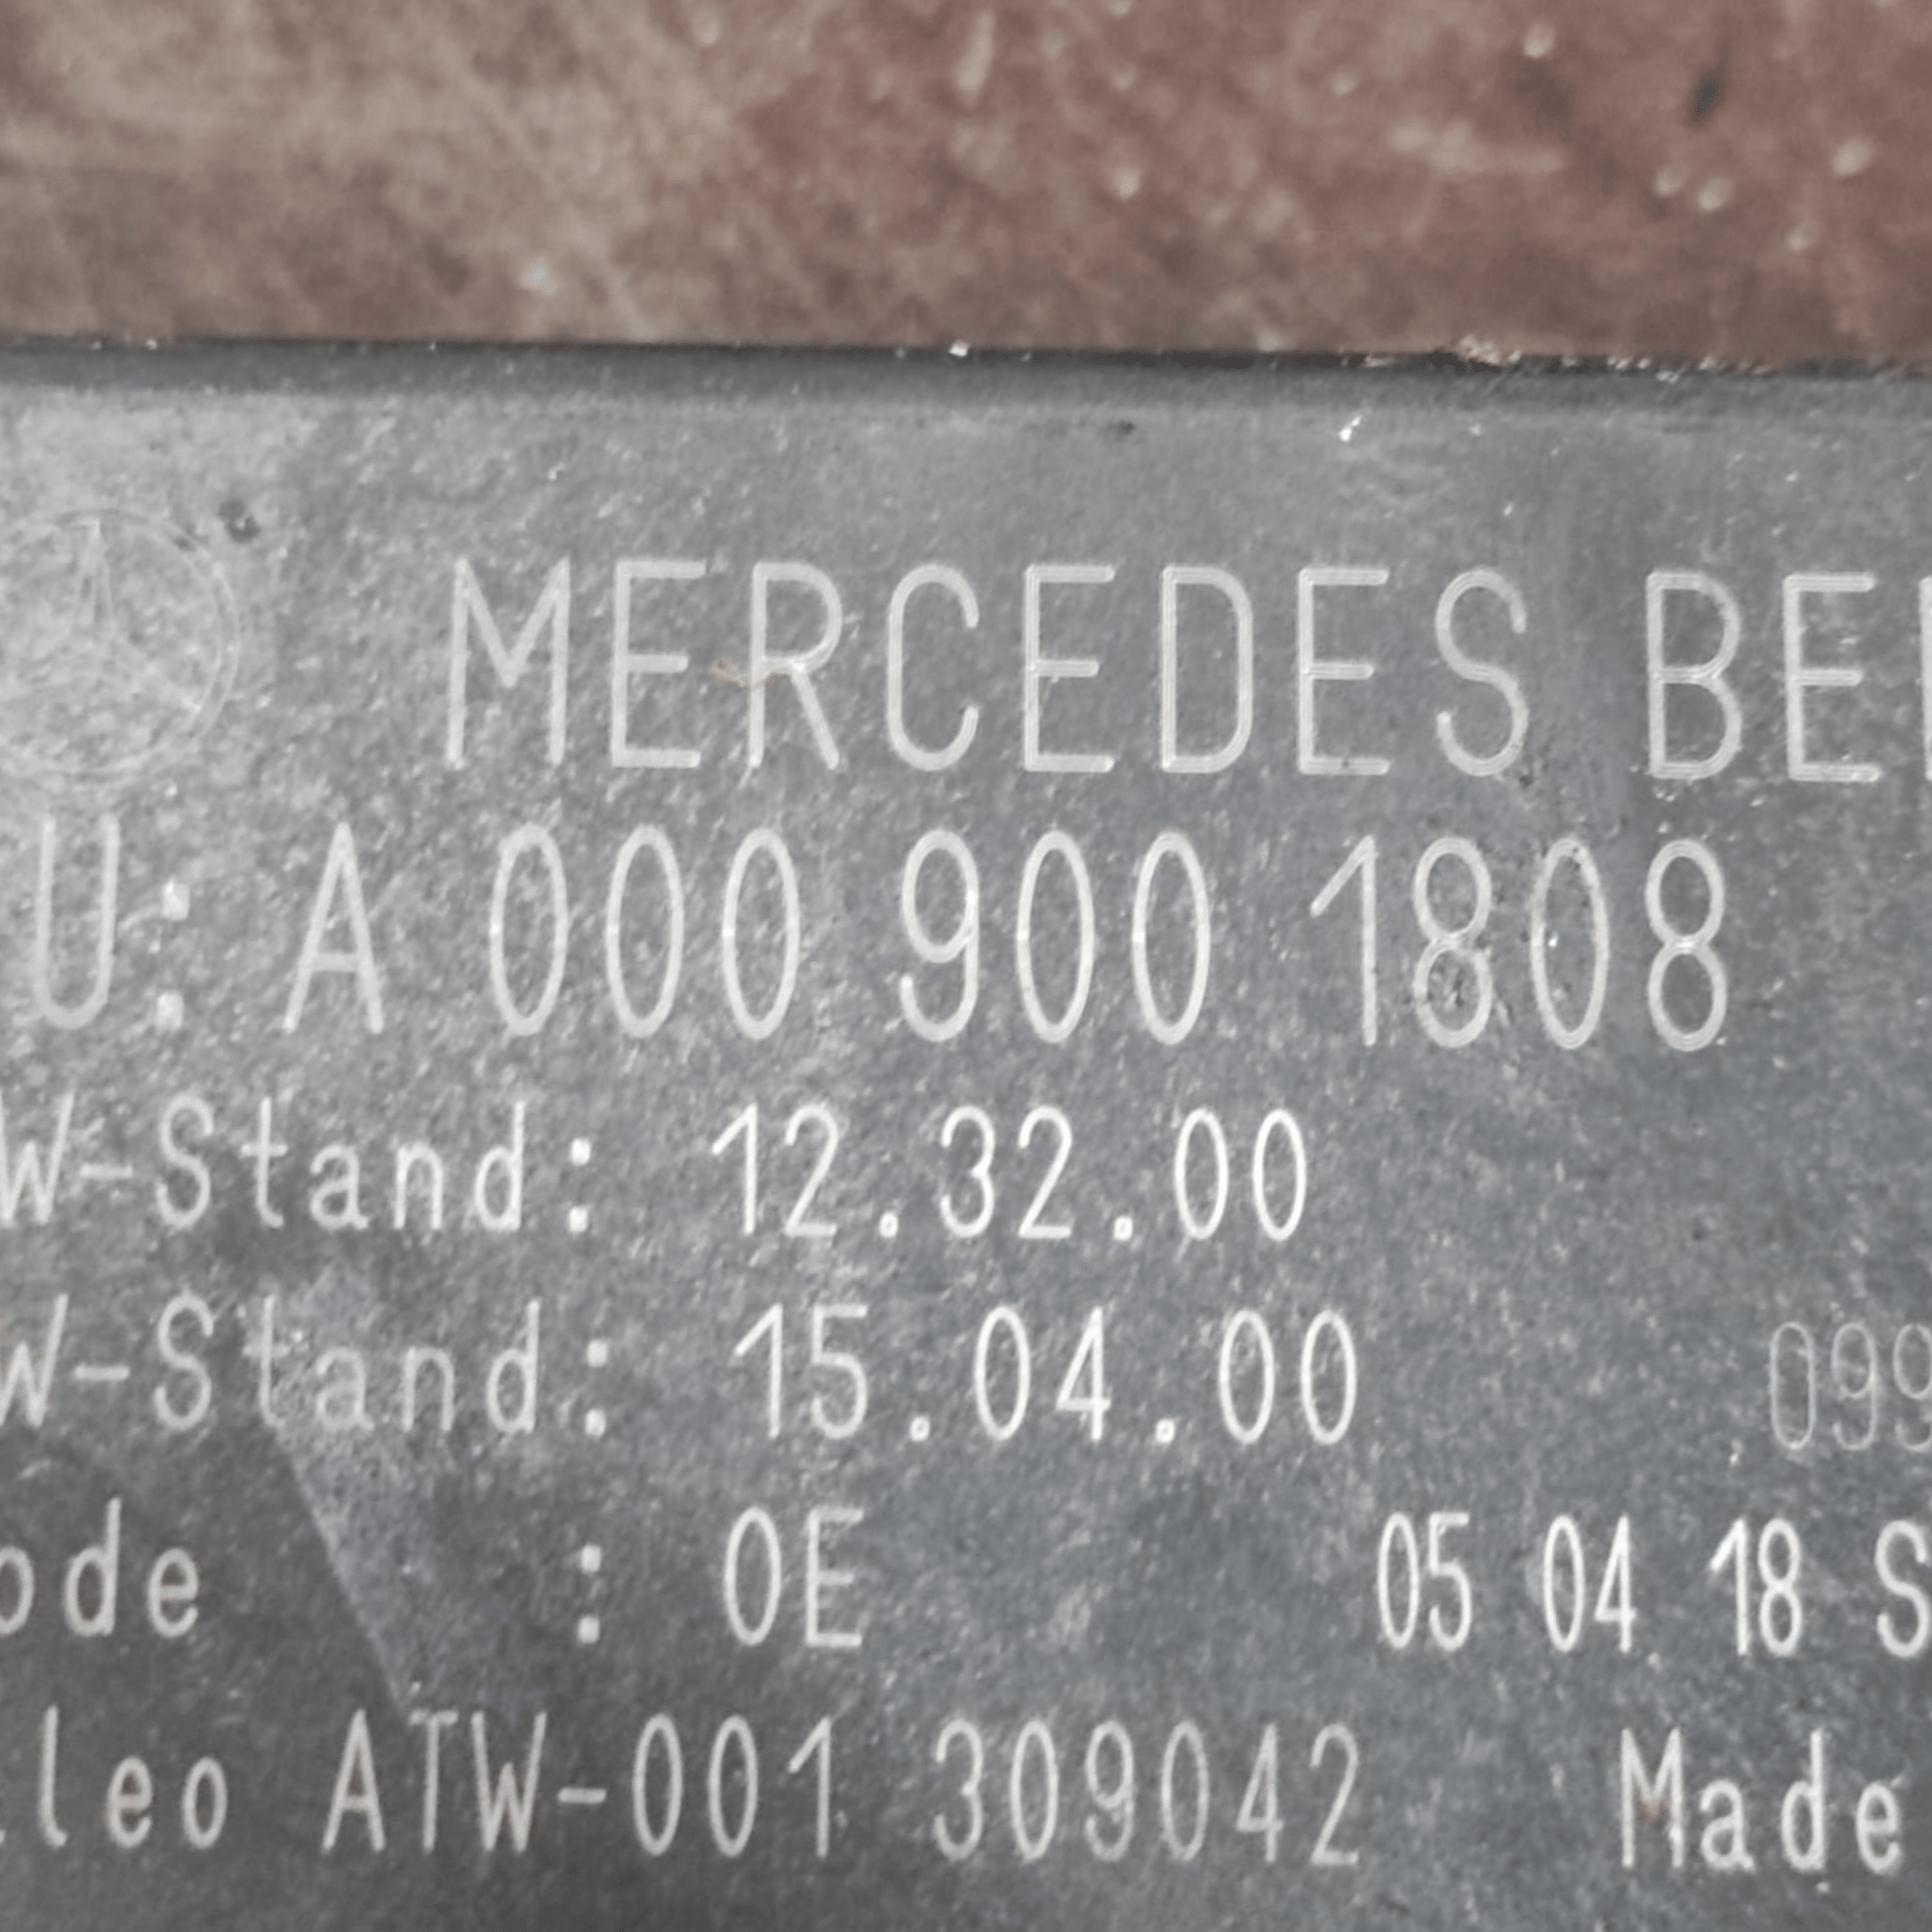 MERCEDES BE
U: A 000 900 1808
W-Stand: 12.32.00
W-Stand: 15.04.00 099
ode : 0E 05 04 18 S
leo ATW-001 309042 Made